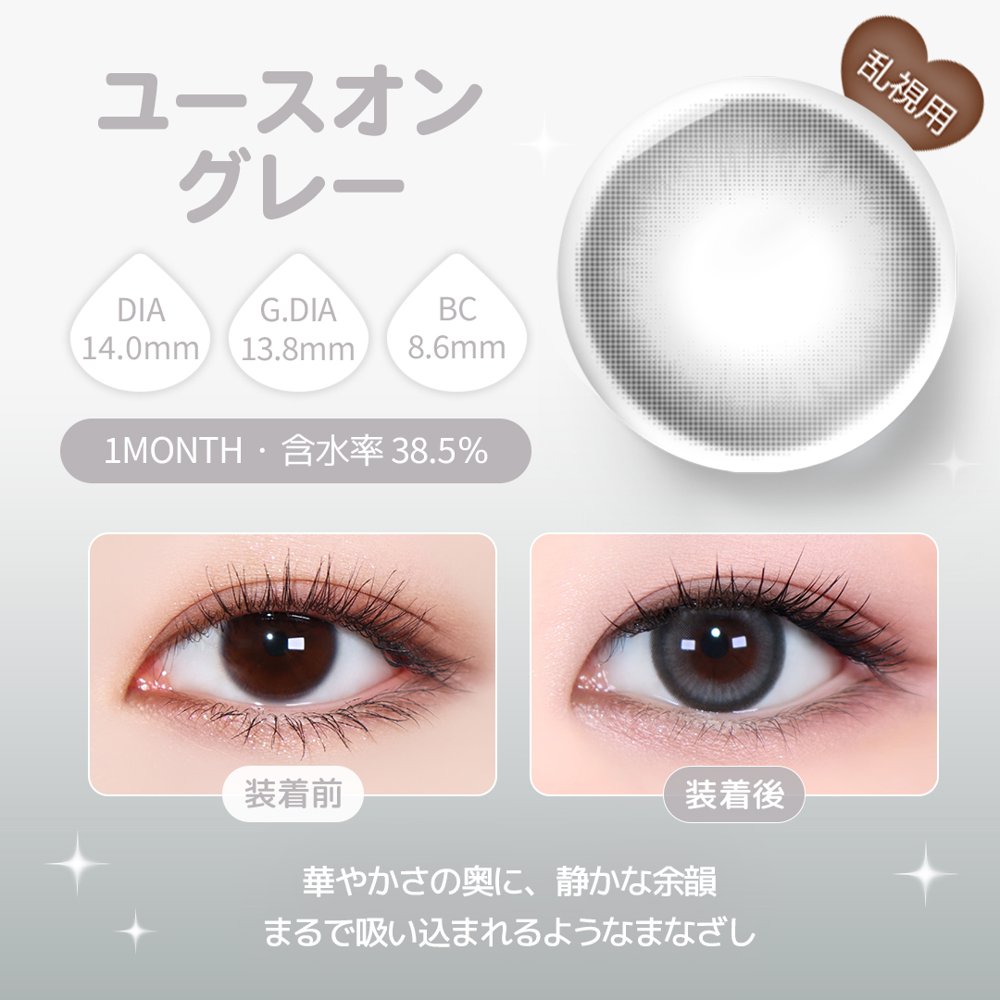 ユースオン
グレー
乱視用
DIA
14.0mm
G.DIA
13.8mm
BC
8.6mm
1MONTH · 含水率 38.5%
装着前
装着後
華やかさの奥に、静かな余韻
まるで吸い込まれるようなまなざし